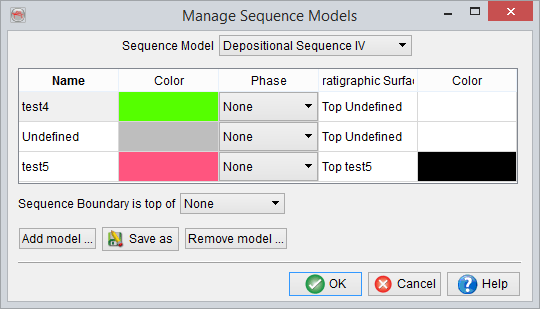 Manage Sequence Models
Sequence Model Depositional Sequence IV
Name Color Phase ratigraphic Surfac Color
test4 None Top Undefined
Undefined None Top Undefined
test5 None Top test5
Sequence Boundary is top of None
Add model ... Save as Remove model ...
OK Cancel Help